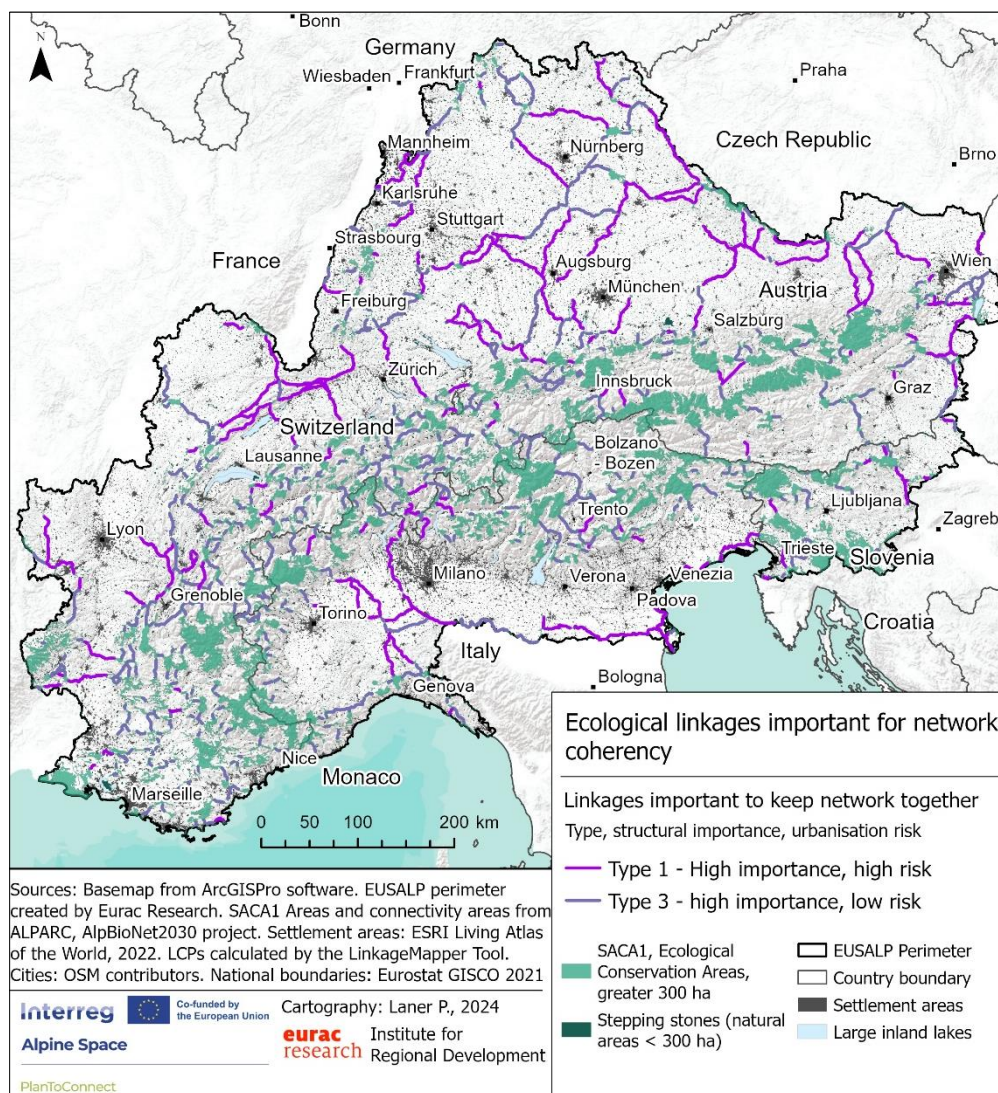 N
Bonn
Germany
Wiesbaden
Frankfurt
Praha
Mannheim
Czech Republic
Nürnberg
Brno
Karlsruhe
Stuttgart
Strasbourg
France
Augsburg
Wien
Freiburg
München
Austria
Salzburg
Zürich
Innsbruck
Graz
Switzerland
Lausanne
Bolzano
- Bozen
Ljubljana
Lyon
Trento
Zagreb
Trieste
Slovenia
Milano
Verona
Venezia
Grenoble
Padova
Torino
Croatia
Italy
Bologna
Genova
Nice
Monaco
Marseille
0 50 100 200 km
Ecological linkages important for network
coherency
Linkages important to keep network together
Type, structural importance, urbanisation risk
Type 1 - High importance, high risk
Type 3 - high importance, low risk
SACA1, Ecological
Conservation Areas,
greater 300 ha
Stepping stones (natural
areas < 300 ha)
EUSALP Perimeter
Country boundary
Settlement areas
Large inland lakes
Sources: Basemap from ArcGISPro software. EUSALP perimeter
created by Eurac Research. SACA1 Areas and connectivity areas from
ALPARC, AlpBioNet2030 project. Settlement areas: ESRI Living Atlas
of the World, 2022. LCPs calculated by the LinkageMapper Tool.
Cities: OSM contributors. National boundaries: Eurostat GISCO 2021
Interreg
Co-funded by
the European Union
Alpine Space
PlanToConnect
Cartography: Laner P., 2024
eurac
research
Institute for
Regional Development